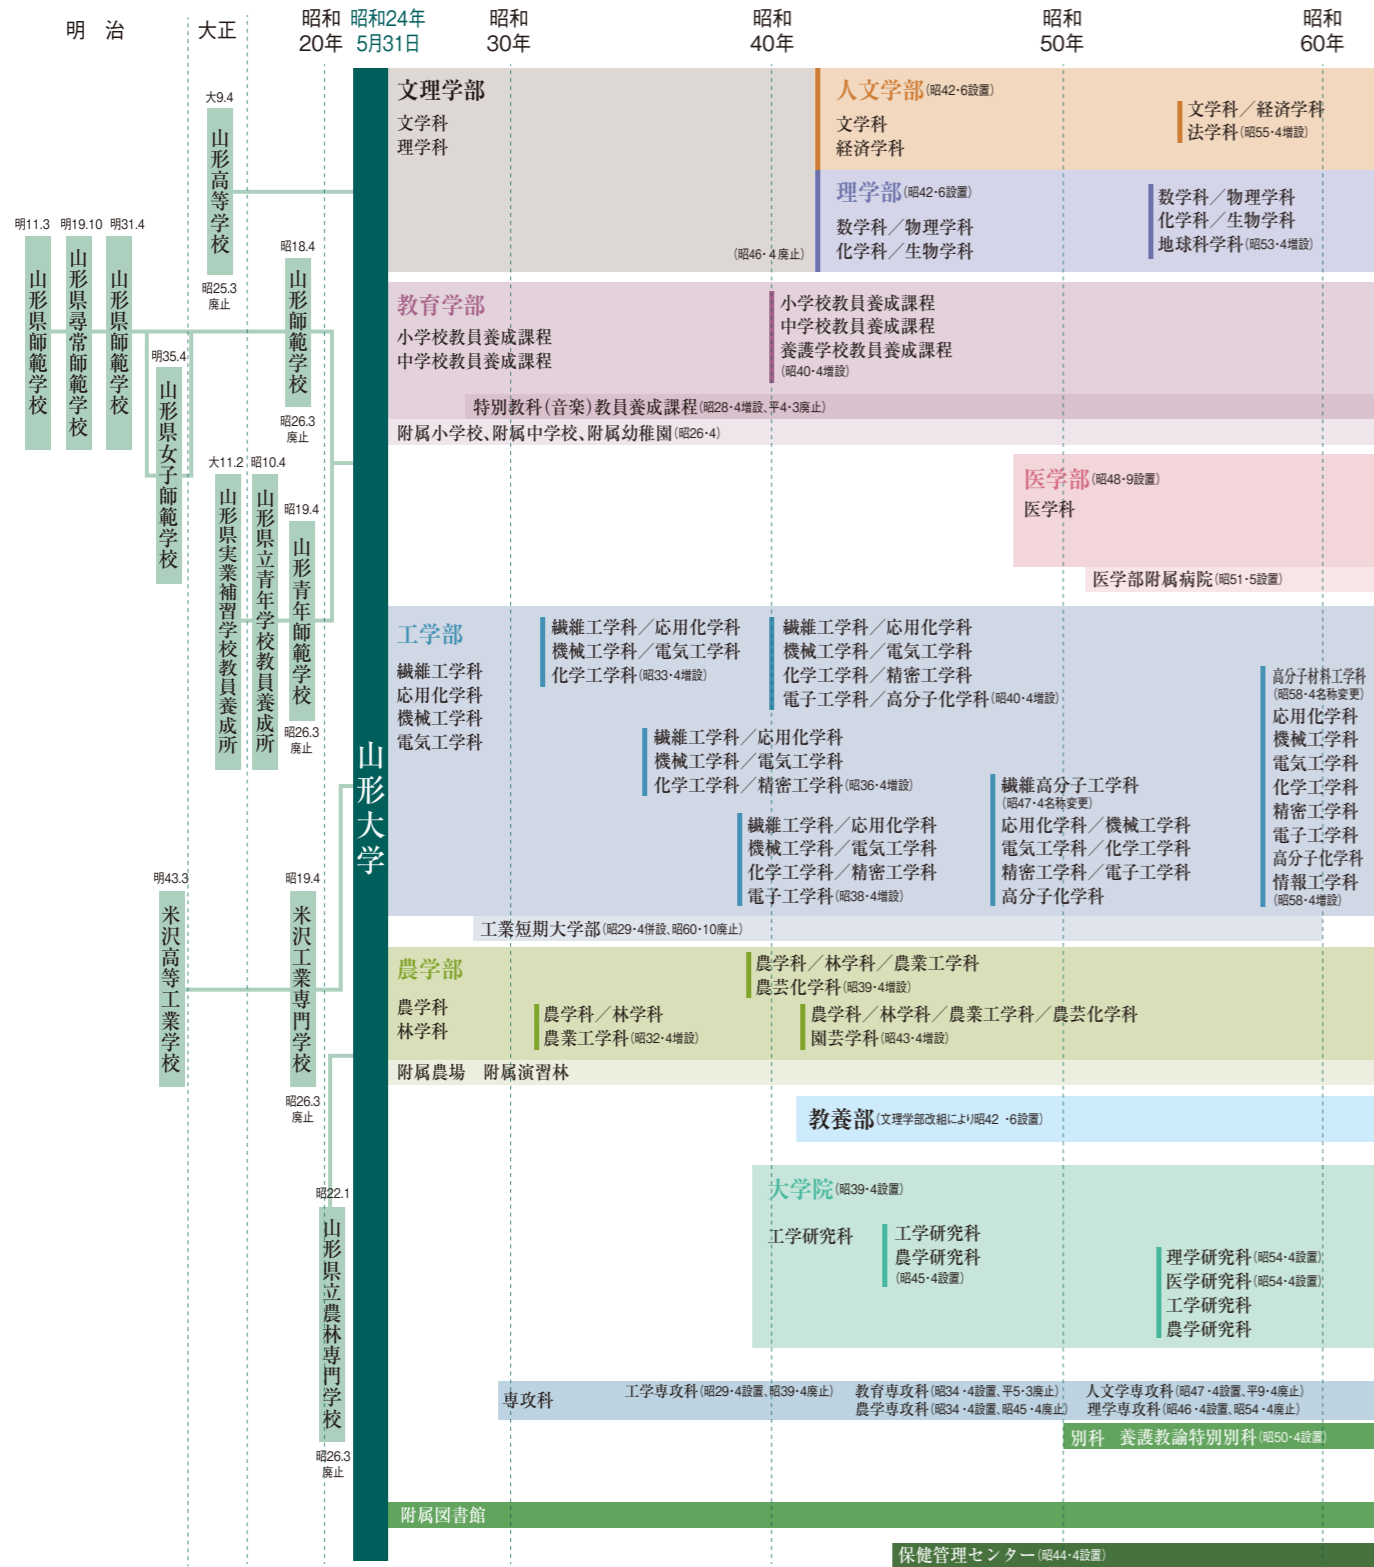 明 治
大正
昭和
20年
昭和24年
5月31日
昭和
30年
昭和
40年
昭和
50年
昭和
60年
大9.4
山形高等学校
昭25.3
廃止
明11.3
山形県師範学校
明19.10
山形県尋常師範学校
明31.4
山形県師範学校
明35.4
山形県女子師範学校
昭18.4
山形師範学校
昭26.3
廃止
大11.2
山形県実業補習学校教員養成所
昭10.4
山形県立青年学校教員養成所
昭19.4
山形青年師範学校
昭26.3
廃止
明43.3
米沢高等工業学校
昭19.4
米沢工業専門学校
昭26.3
廃止
昭22.1
山形県立農林専門学校
昭26.3
廃止
山形大学
文理学部
文学科
理学科
(昭46・4廃止)
人文学部(昭42・6設置)
文学科
経済学科
文学科/経済学科
法学科(昭55・4増設)
理学部(昭42・6設置)
数学科/物理学科
化学科/生物学科
数学科/物理学科
化学科/生物学科
地球科学科(昭53・4増設)
教育学部
小学校教員養成課程
中学校教員養成課程
小学校教員養成課程
中学校教員養成課程
養護学校教員養成課程
(昭40・4増設)
特別教科(音楽)教員養成課程(昭28・4増設、平4・3廃止)
附属小学校、附属中学校、附属幼稚園(昭26・4)
医学部(昭48・9設置)
医学科
医学部附属病院(昭51・5設置)
工学部
繊維工学科
応用化学科
機械工学科
電気工学科
繊維工学科/応用化学科
機械工学科/電気工学科
化学工学科(昭33・4増設)
繊維工学科/応用化学科
機械工学科/電気工学科
化学工学科/精密工学科(昭36・4増設)
繊維工学科/応用化学科
機械工学科/電気工学科
化学工学科/精密工学科
電子工学科(昭38・4増設)
繊維工学科/応用化学科
機械工学科/電気工学科
化学工学科/精密工学科
電子工学科/高分子化学科(昭40・4増設)
繊維高分子工学科
(昭47・4名称変更)
応用化学科/機械工学科
電気工学科/化学工学科
精密工学科/電子工学科
高分子化学科
高分子材料工学科
(昭58・4名称変更)
応用化学科
機械工学科
電気工学科
化学工学科
精密工学科
電子工学科
高分子化学科
情報工学科
(昭58・4増設)
工業短期大学部(昭29・4併設、昭60・10廃止)
農学部
農学科
林学科
農学科/林学科
農業工学科(昭32・4増設)
農学科/林学科/農業工学科
農芸化学科(昭39・4増設)
農学科/林学科/農業工学科/農芸化学科
園芸学科(昭43・4増設)
附属農場 附属演習林
教養部(文理学部改組により昭42・6設置)
大学院(昭39・4設置)
工学研究科
工学研究科
農学研究科
(昭45・4設置)
理学研究科(昭54・4設置)
医学研究科(昭54・4設置)
工学研究科
農学研究科
専攻科
工学専攻科(昭29・4設置、昭39・4廃止)
教育専攻科(昭34・4設置、平5・3廃止)
農学専攻科(昭34・4設置、昭45・4廃止)
人文学専攻科(昭47・4設置、平9・4廃止)
理学専攻科(昭46・4設置、昭54・4廃止)
別科 養護教諭特別別科(昭50・4設置)
附属図書館
保健管理センター(昭44・4設置)